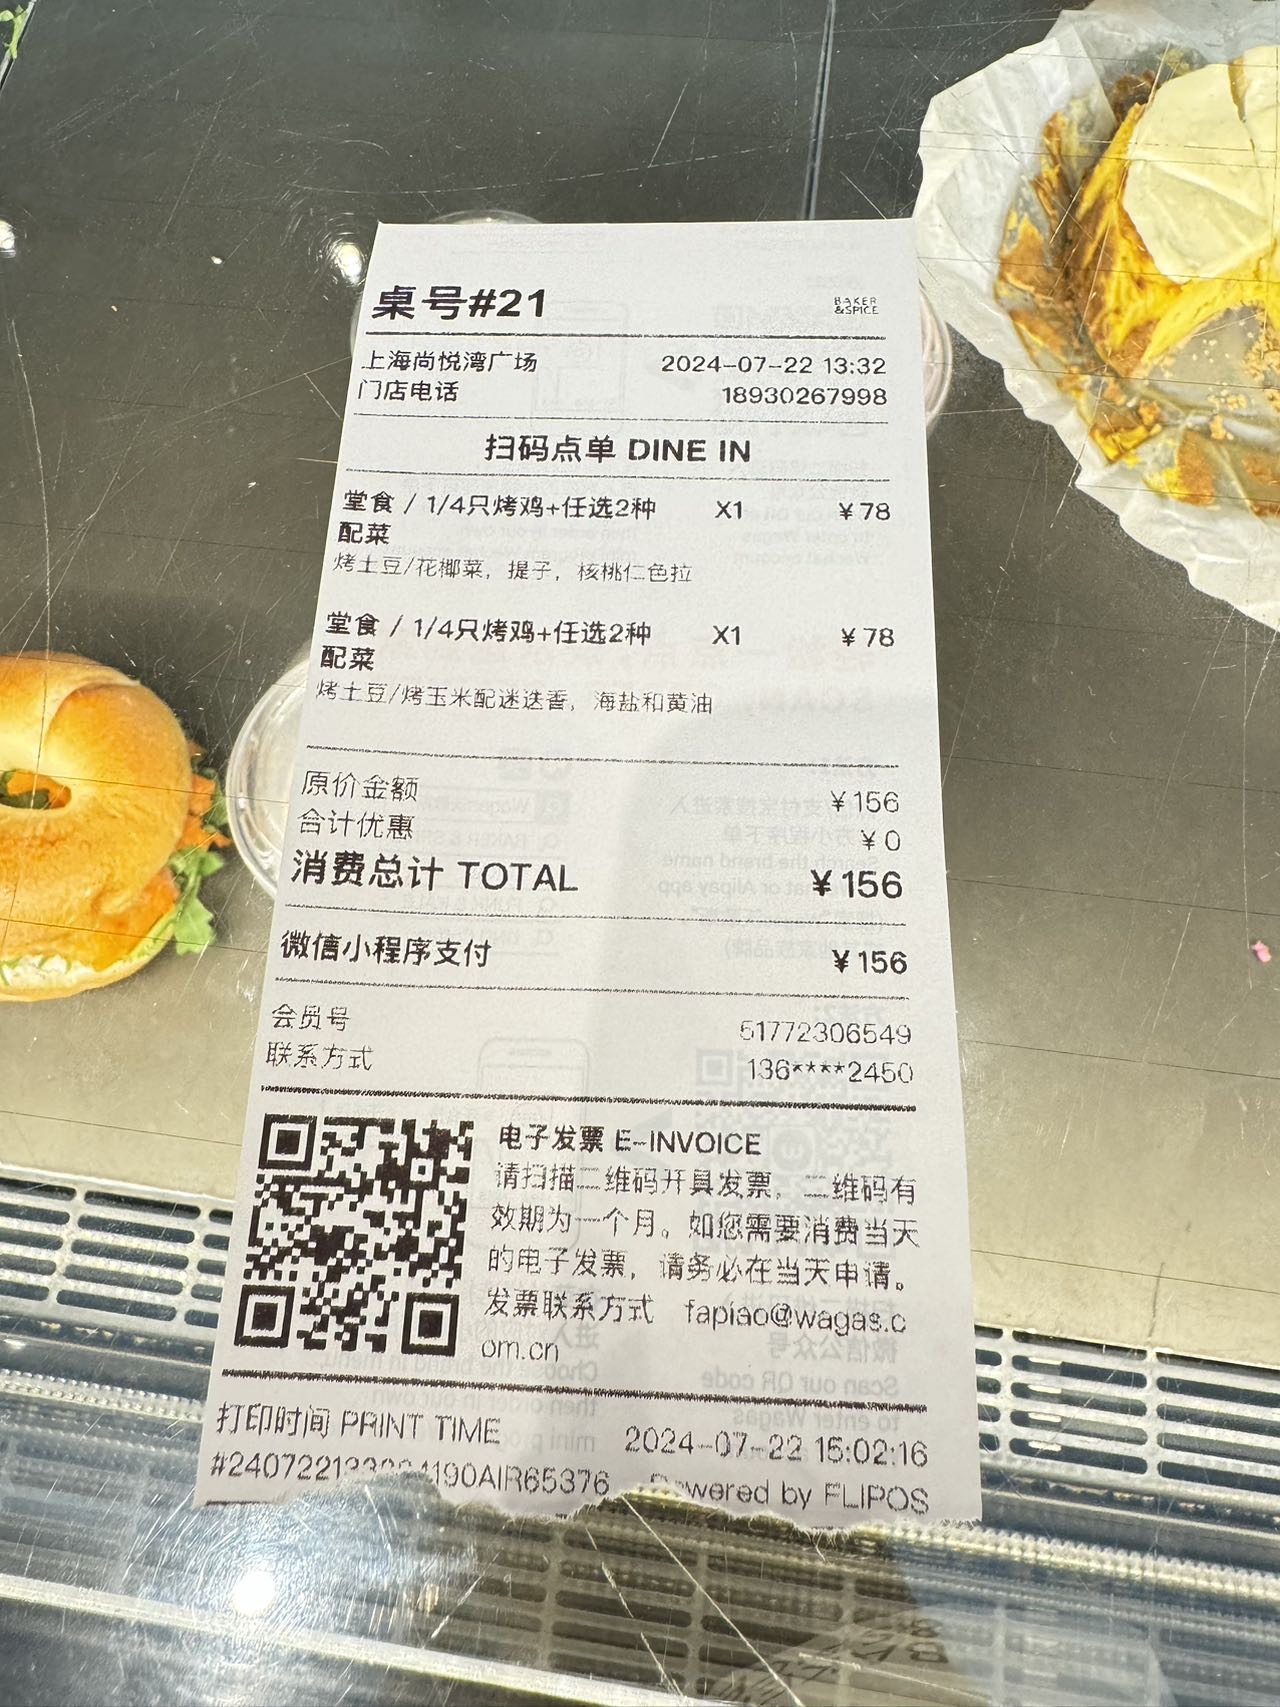 桌号#21
BAKER
&SPICE
上海尚悦湾广场 2024-07-22 13:32
门店电话 18930267998
扫码点单 DINE IN
堂食 / 1/4只烤鸡+任选2种 X1 ¥78
配菜
烤土豆/花椰菜，提子，核桃仁色拉
堂食 / 1/4只烤鸡+任选2种 X1 ¥78
配菜
烤土豆/烤玉米配迷迭香，海盐和黄油
原价金额 ¥156
合计优惠 ¥0
消费总计 TOTAL ¥156
微信小程序支付 ¥156
会员号 51772306549
联系方式 136****2450
电子发票 E-INVOICE
请扫描二维码开具发票，二维码有
效期为一个月。如您需要消费当天
的电子发票，请务必在当天申请。
发票联系方式 fapiao@wagas.c
om.cn
打印时间 PRINT TIME 2024-07-22 15:02:16
Powered by FLIPOS